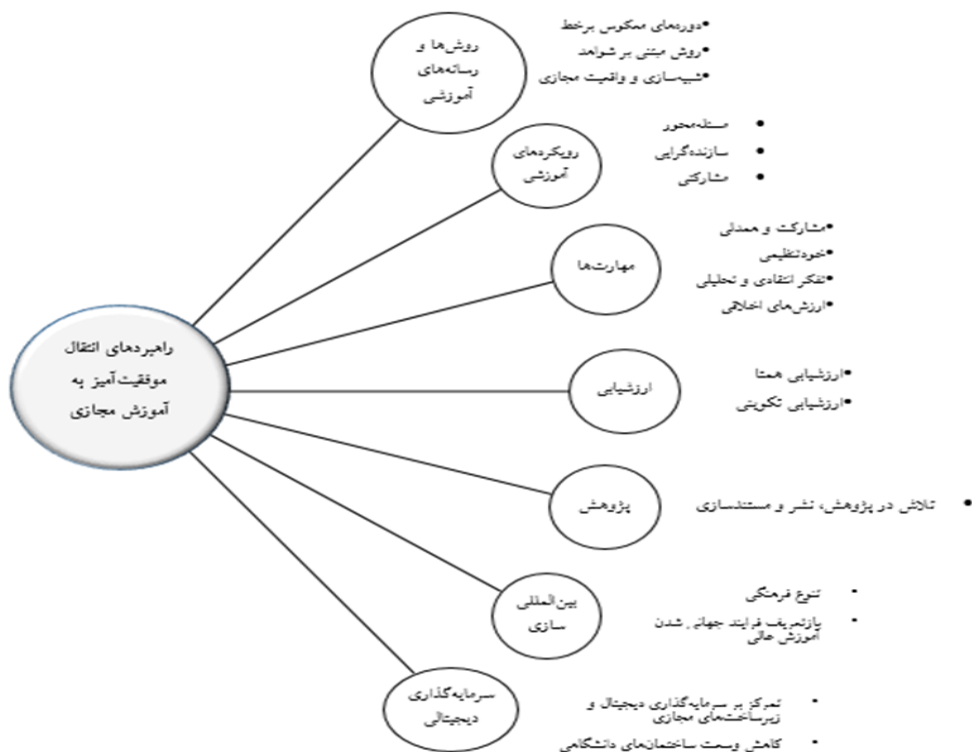 روش‌ها و
رسانه‌های
آموزشی
•دوره‌های معکوس برخط
•روش مبتنی بر شواهد
•شبیه‌سازی و واقعیت مجازی
رویکردهای
آموزشی
• مسئله‌محور
• سازنده‌گرایی
• مشارکتی
مهارت‌ها
•مشارکت و همدلی
•خودتنظیمی
•تفکر انتقادی و تحلیلی
•ارزش‌های اخلاقی
راهبردهای انتقال
موفقیت‌آمیز به
آموزش مجازی
ارزشیابی
•ارزشیابی همتا
•ارزشیابی تکوینی
پژوهش
• تلاش در پژوهش، نشر و مستندسازی
بین‌المللی
سازی
• تنوع فرهنگی
• بازتعریف فرایند جهانی شدن
آموزش عالی
سرمایه‌گذاری
دیجیتالی
• تمرکز بر سرمایه‌گذاری دیجیتال و
زیرساخت‌های مجازی
• کاهش وسعت ساختمان‌های دانشگاهی